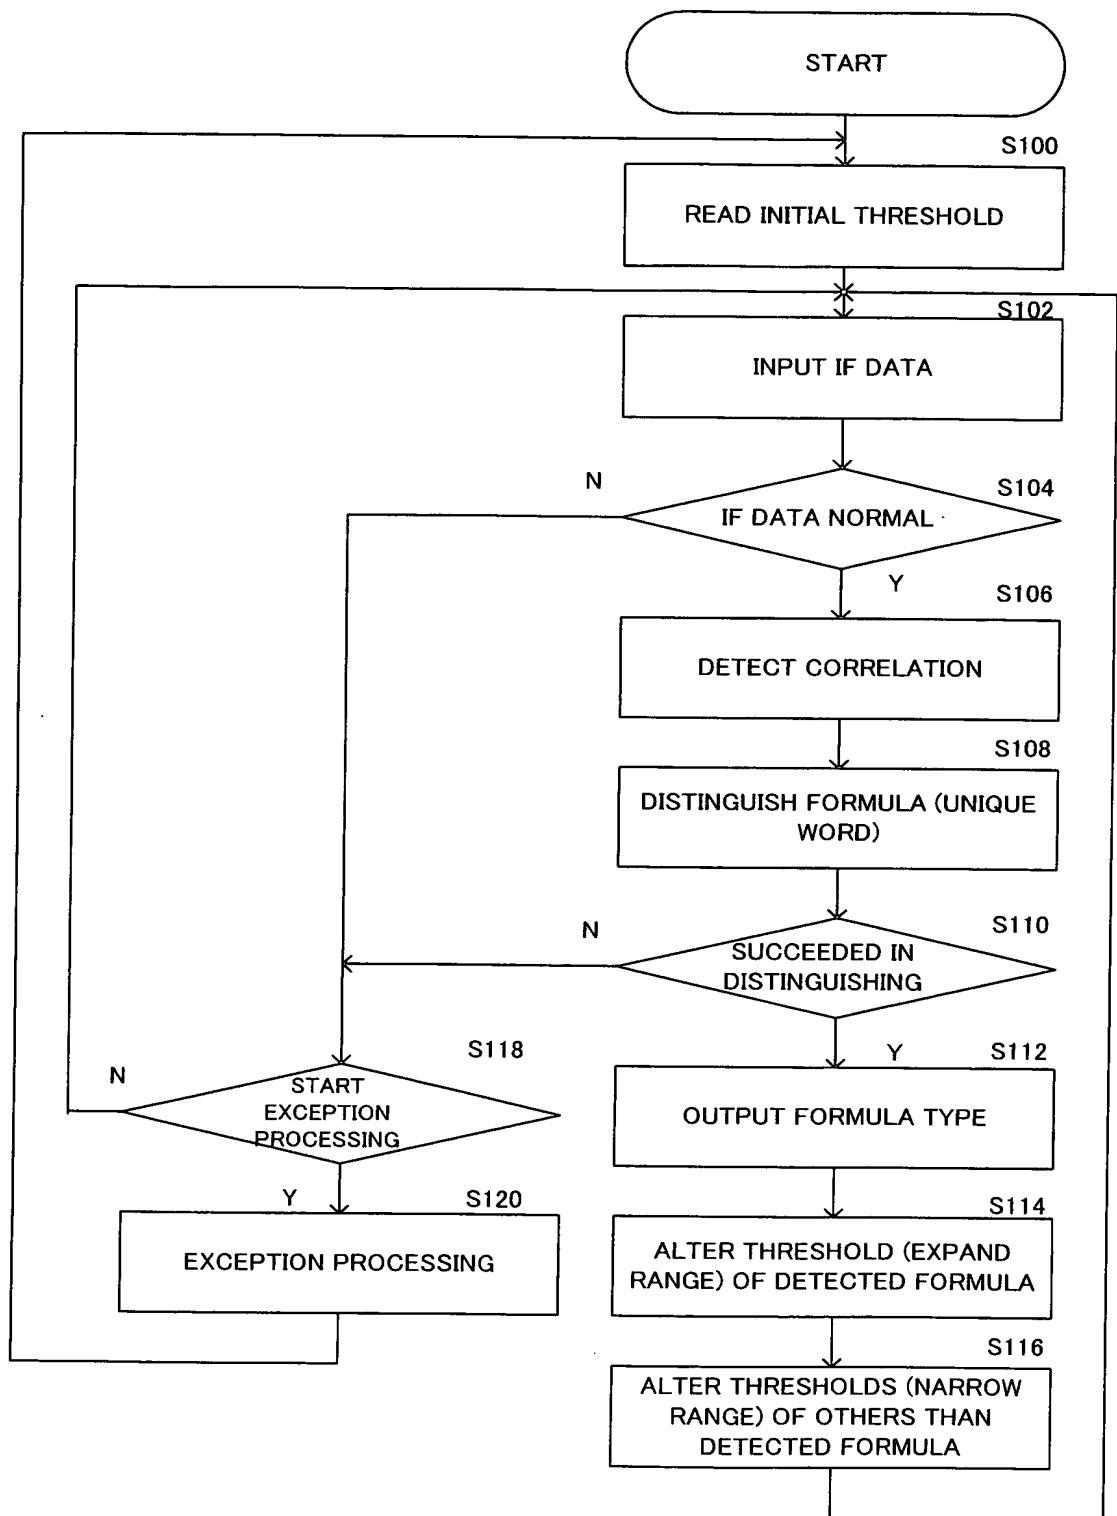 START
S100
READ INITIAL THRESHOLD
S102
INPUT IF DATA
N
S104
IF DATA NORMAL
Y
S106
DETECT CORRELATION
S108
DISTINGUISH FORMULA (UNIQUE
WORD)
N
S110
SUCCEEDED IN
DISTINGUISHING
Y
S112
OUTPUT FORMULA TYPE
S118
N
START
EXCEPTION
PROCESSING
Y
S120
EXCEPTION PROCESSING
S114
ALTER THRESHOLD (EXPAND
RANGE) OF DETECTED FORMULA
S116
ALTER THRESHOLDS (NARROW
RANGE) OF OTHERS THAN
DETECTED FORMULA